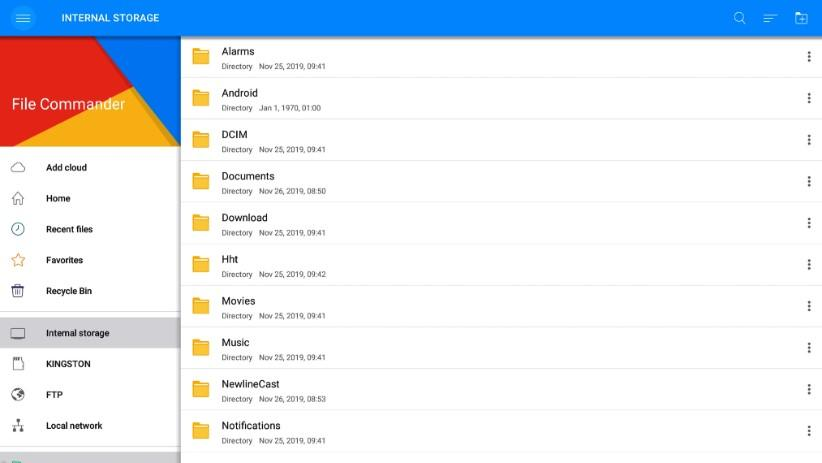 INTERNAL STORAGE
File Commander
Add cloud
Home
Recent files
Favorites
Recycle Bin
Internal storage
KINGSTON
FTP
Local network
Alarms
Directory Nov 25, 2019, 09:41
Android
Directory Jan 1, 1970, 01:00
DCIM
Directory Nov 25, 2019, 09:41
Documents
Directory Nov 26, 2019, 08:50
Download
Directory Nov 25, 2019, 09:41
Hht
Directory Nov 25, 2019, 09:42
Movies
Directory Nov 25, 2019, 09:41
Music
Directory Nov 25, 2019, 09:41
NewlineCast
Directory Nov 26, 2019, 08:53
Notifications
Directory Nov 25, 2019, 09:41